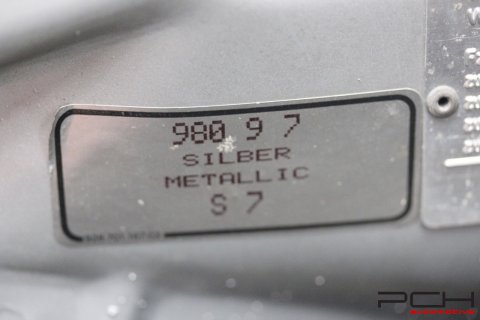 980 9 7
SILBER
METALLIC
S 7
PCH